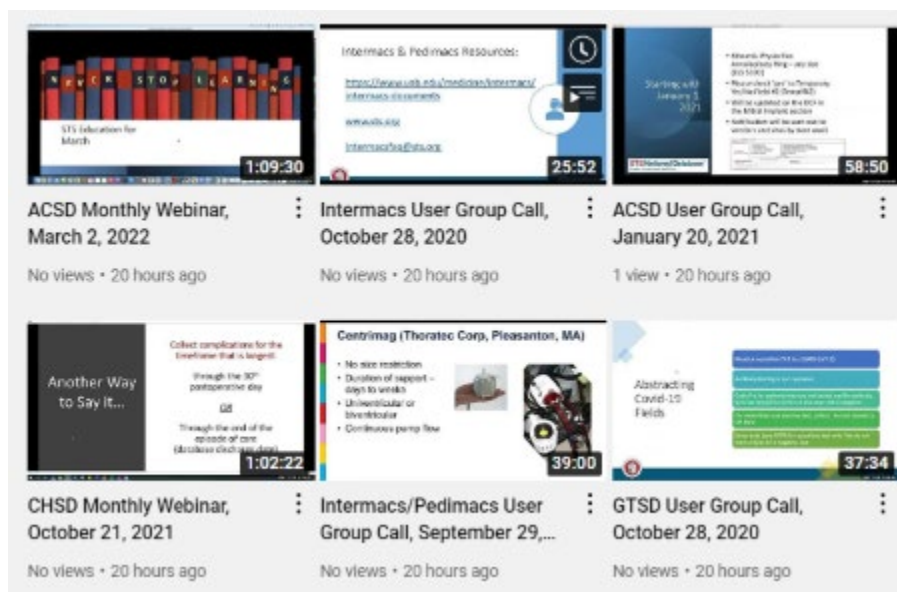 NEVER STOP LEARNING
STS Education for
March
1:09:30
ACSD Monthly Webinar,
March 2, 2022
No views • 20 hours ago
Intermacs & Pedimacs Resources:
https://www.uab.edu/medicine/intermacs/
intermacs-documents
www.sts.org
Intermacsfaq@sts.org
25:52
Intermacs User Group Call,
October 28, 2020
No views • 20 hours ago
Starting with
January 1,
2021
STS National Database
58:50
ACSD User Group Call,
January 20, 2021
1 view • 20 hours ago
Another Way
to Say It...
Collect complications for the
timeframe that is longest:
through the 30th
postoperative day
OR
Through the end of the
episode of care
(database discharge date)
1:02:22
CHSD Monthly Webinar,
October 21, 2021
No views • 20 hours ago
Centrimag (Thoratec Corp, Pleasanton, MA)
• No size restriction
• Duration of support –
days to weeks
• Univentricular or
biventricular
• Continuous pump flow
39:00
Intermacs/Pedimacs User
Group Call, September 29,...
No views • 20 hours ago
Abstracting
Covid-19
Fields
37:34
GTSD User Group Call,
October 28, 2020
No views • 20 hours ago